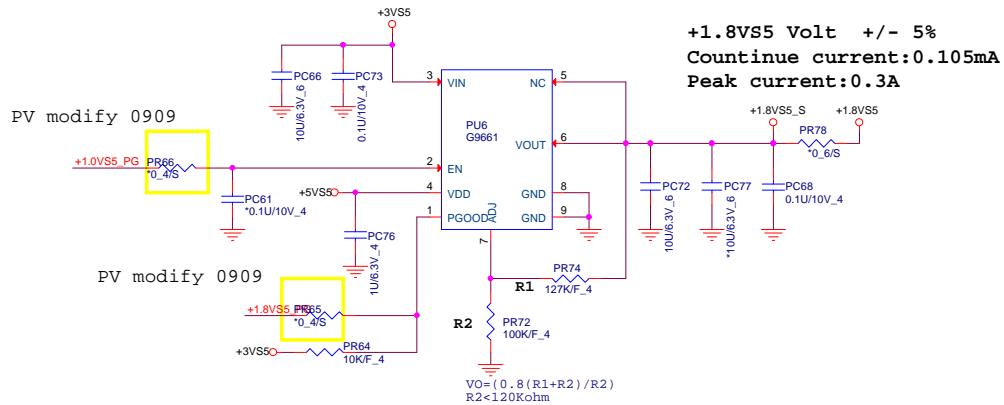 +3VS5
+1.8VS5 Volt +/- 5%
Countinue current:0.105mA
Peak current:0.3A
PC66
10U/6.3V_6
PC73
0.1U/10V_4
3
VIN
NC
5
PU6
G9661
+1.8VS5_S
+1.8VS5
PV modify 0909
PR78
*0_6/S
VOUT
6
+1.0VS5_PG
PR66
*0_4/S
2
EN
PC61
*0.1U/10V_4
+5VS5
4
VDD
GND
8
1
PGOOD
ADJ
GND
9
7
PC72
10U/6.3V_6
PC77
*10U/6.3V_6
PC68
0.1U/10V_4
PC76
1U/6.3V_4
PV modify 0909
R1
PR74
127K/F_4
+1.8VS5_PG
PR65
*0_4/S
R2
PR72
100K/F_4
+3VS5
PR64
10K/F_4
VO=(0.8(R1+R2)/R2)
R2<120Kohm